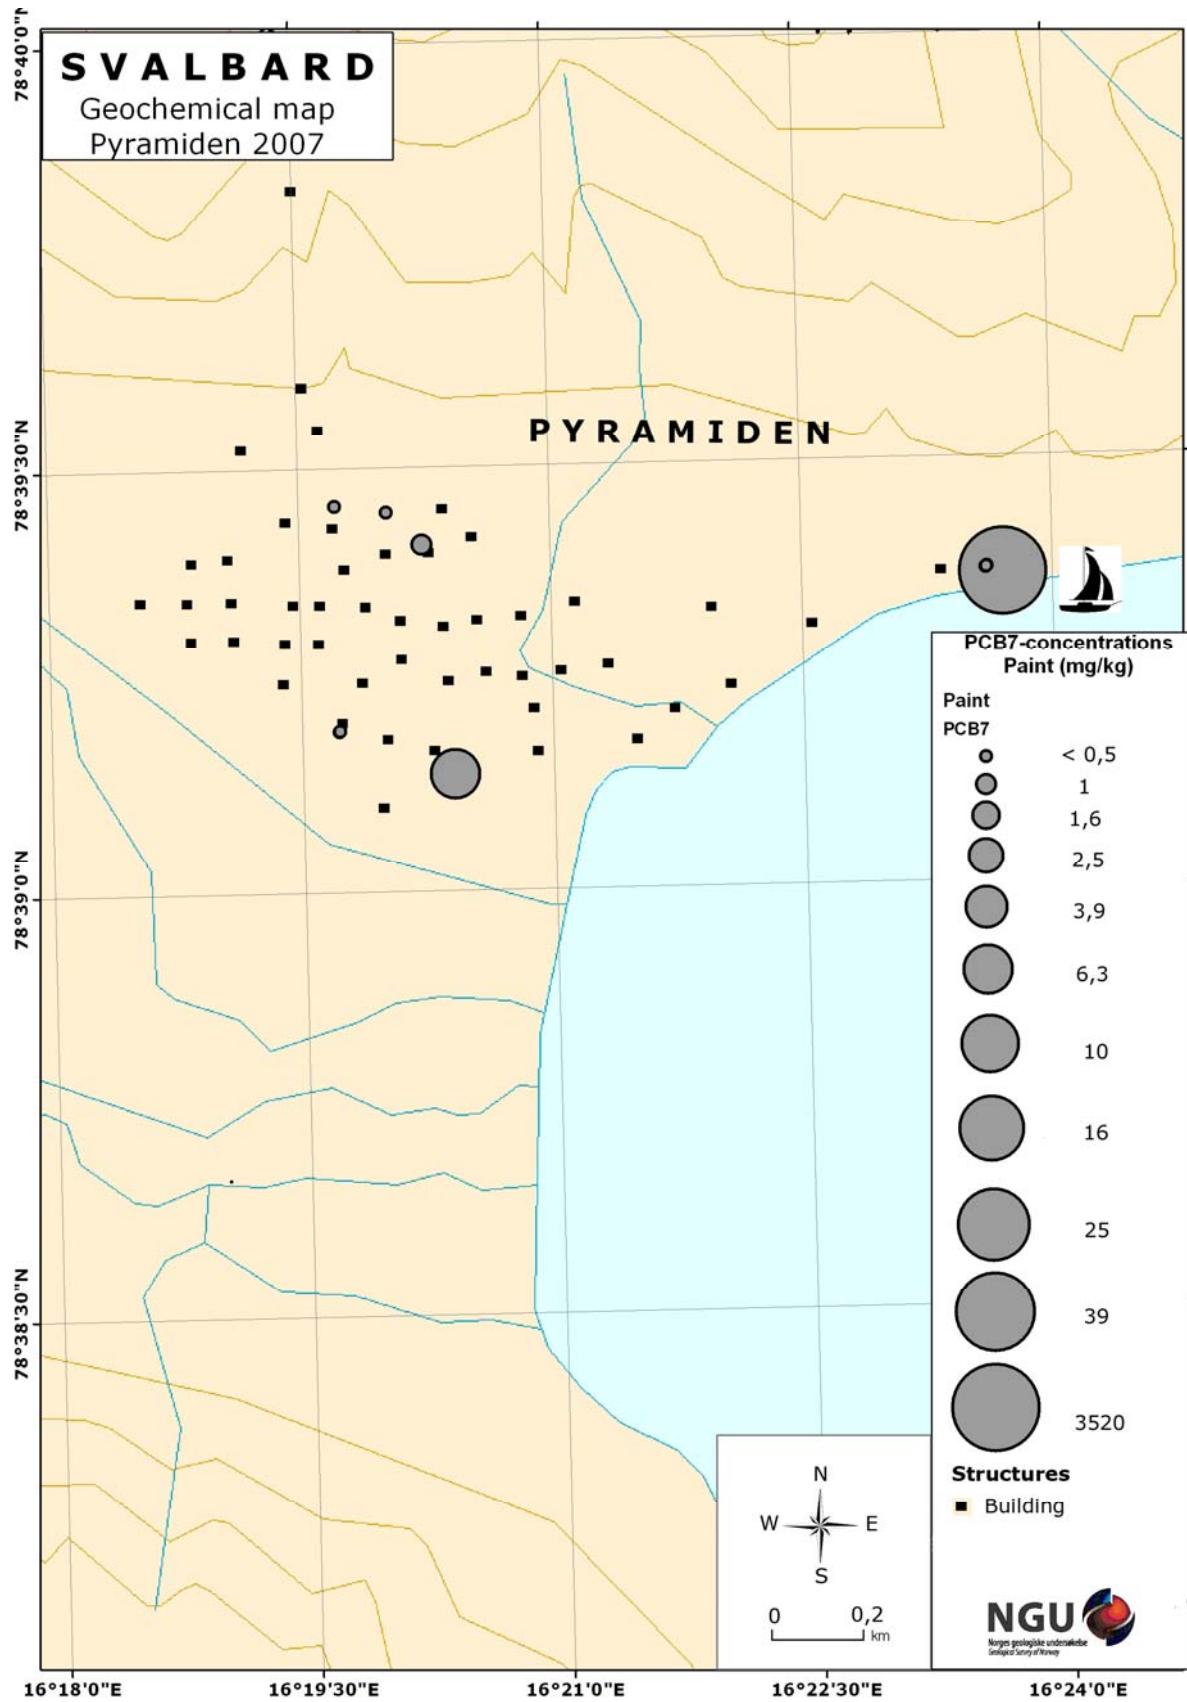 SVALBARD
Geochemical map
Pyramiden 2007
78°40'0"N
78°39'30"N
78°39'0"N
78°38'30"N
PYRAMIDEN
PCB7-concentrations
Paint (mg/kg)
Paint
PCB7
< 0,5
1
1,6
2,5
3,9
6,3
10
16
25
39
3520
Structures
Building
N
W E
S
0 0,2
km
NGU
Norges geologiske undersøkelse
Geological Survey of Norway
16°18'0"E 16°19'30"E 16°21'0"E 16°22'30"E 16°24'0"E